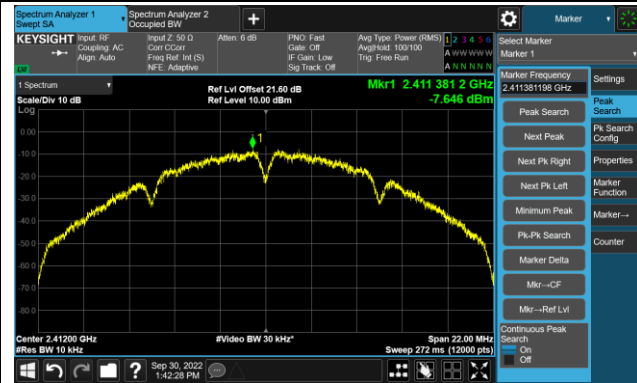 Spectrum Analyzer 1
Swept SA
Spectrum Analyzer 2
Occupied BW
+
Marker
KEYSIGHT
Input: RF
Coupling: AC
Align: Auto
Input Z: 50 Ω
Corr CCorr
Freq Ref: Int (S)
NFE: Adaptive
Atten: 6 dB
PNO: Fast
Gate: Off
IF Gain: Low
Sig Track: Off
Avg Type: Power (RMS)
Avg|Hold: 100/100
Trig: Free Run
1 2 3 4 5 6
A W W W W W
A N N N N N
Select Marker
Marker 1
1 Spectrum
Scale/Div 10 dB
Log
Ref Lvl Offset 21.60 dB
Ref Level 10.00 dBm
Mkr1 2.411 381 2 GHz
-7.646 dBm
0.00
-10.0
-20.0
-30.0
-40.0
-50.0
-60.0
-70.0
-80.0
1
Center 2.41200 GHz
#Res BW 10 kHz
#Video BW 30 kHz*
Span 22.00 MHz
Sweep 272 ms (12000 pts)
Marker Frequency
2.411381198 GHz
Peak Search
Next Peak
Next Pk Right
Next Pk Left
Minimum Peak
Pk-Pk Search
Marker Delta
Mkr→CF
Mkr→Ref Lvl
Continuous Peak
Search
On
Off
Settings
Peak
Search
Pk Search
Config
Properties
Marker
Function
Marker→
Counter
?
Sep 30, 2022
1:42:28 PM